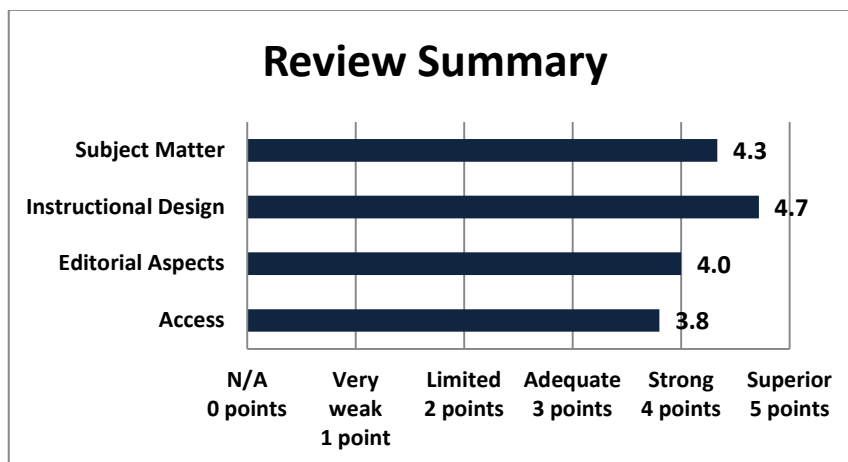 Review Summary
Subject Matter
4.3
Instructional Design
4.7
Editorial Aspects
4.0
Access
3.8
N/A Very Limited Adequate Strong Superior
0 points weak 2 points 3 points 4 points 5 points
1 point